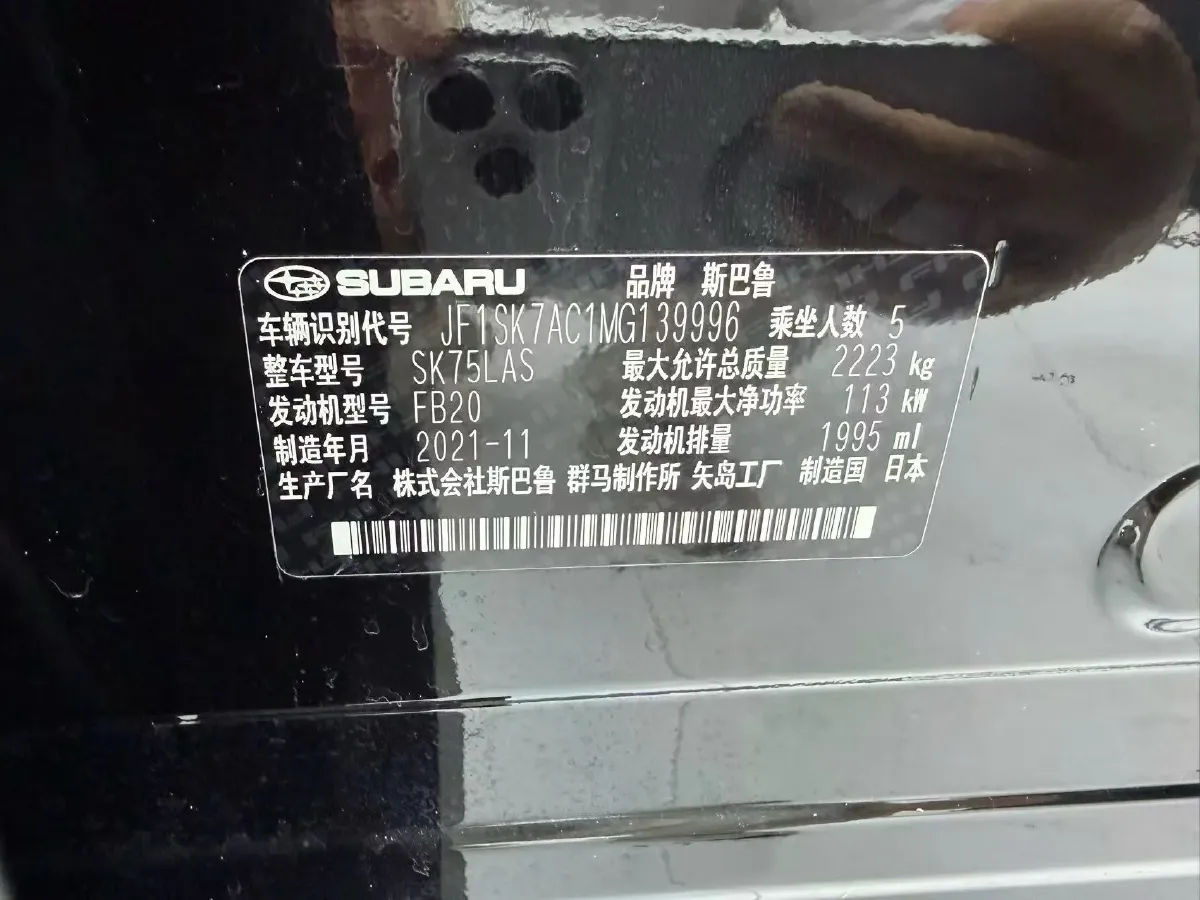 SUBARU 品牌 斯巴鲁
车辆识别代号 JF1SK7AC1MG139996 乘坐人数 5
整车型号 SK75LAS 最大允许总质量 2223 kg
发动机型号 FB20 发动机最大净功率 113 kW
制造年月 2021-11 发动机排量 1995 ml
生产厂名 株式会社斯巴鲁 群马制作所 矢岛工厂 制造国 日本